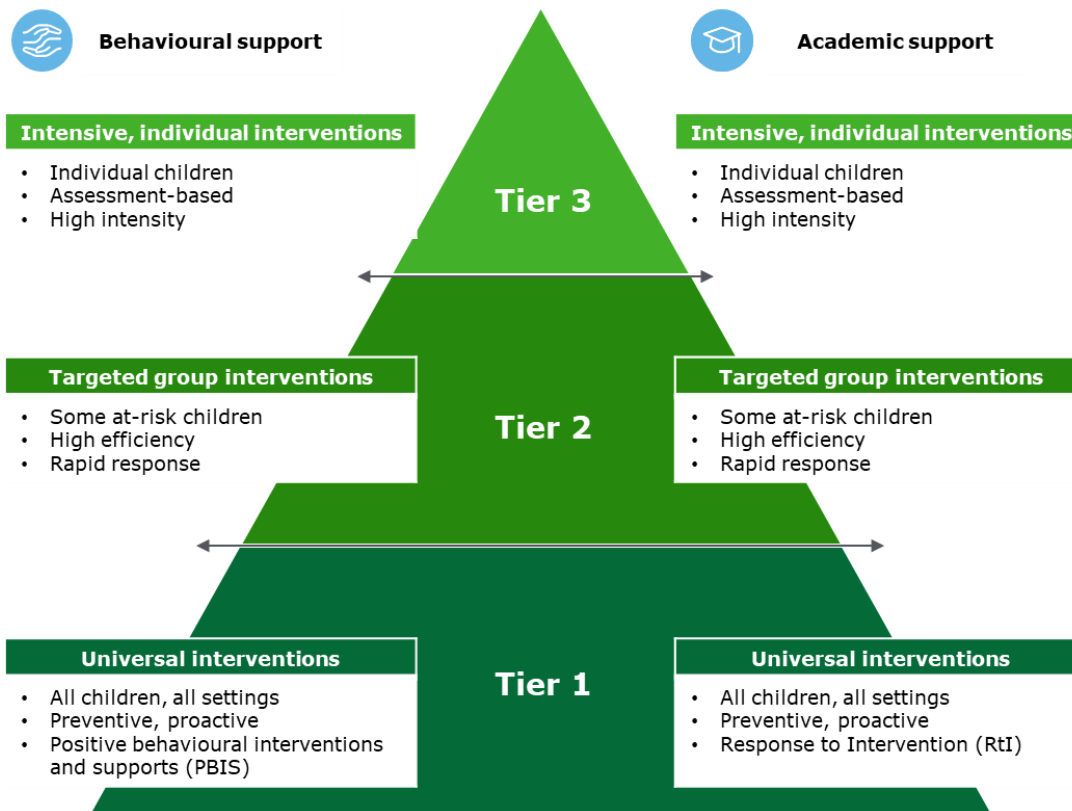 Behavioural support
Academic support
Intensive, individual interventions
• Individual children
• Assessment-based
• High intensity
Tier 3
Intensive, individual interventions
• Individual children
• Assessment-based
• High intensity
Targeted group interventions
• Some at-risk children
• High efficiency
• Rapid response
Tier 2
Targeted group interventions
• Some at-risk children
• High efficiency
• Rapid response
Universal interventions
• All children, all settings
• Preventive, proactive
• Positive behavioural interventions
and supports (PBIS)
Tier 1
Universal interventions
• All children, all settings
• Preventive, proactive
• Response to Intervention (RtI)